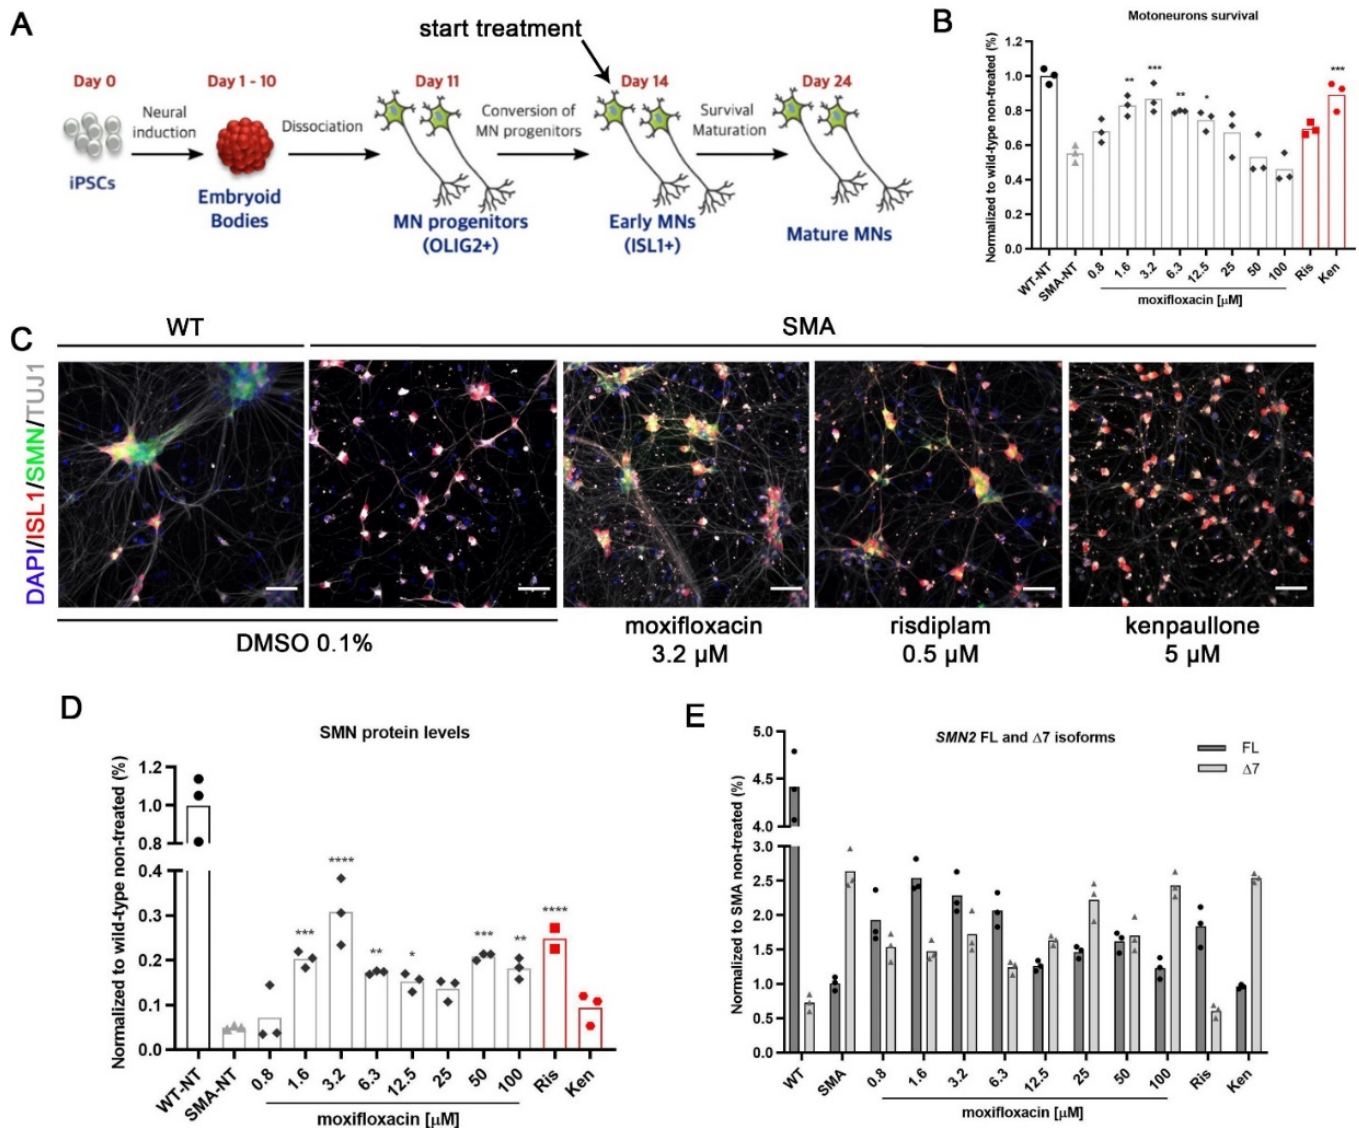 A
start treatment
Day 0
Day 1 - 10
Day 11
Day 14
Day 24
Neural
induction
Dissociation
Conversion of
MN progenitors
Survival
Maturation
iPSCs
Embryoid
Bodies
MN progenitors
(OLIG2+)
Early MNs
(ISL1+)
Mature MNs
B
Motoneurons survival
Normalized to wild-type non-treated (%)
1.2
1.0
0.8
0.6
0.4
0.2
0.0
**
***
**
*
***
WT-NT
SMA-NT
0.8
1.6
3.2
6.3
12.5
25
50
100
Ris
Ken
moxifloxacin [μM]
C
WT
SMA
DAPI/ISL1/SMN/TUJ1
DMSO 0.1%
moxifloxacin
3.2 μM
risdiplam
0.5 μM
kenpaullone
5 μM
D
SMN protein levels
Normalized to wild-type non-treated (%)
1.2
1.0
0.8
0.4
0.3
0.2
0.1
0.0
***
****
**
*
***
**
****
WT-NT
SMA-NT
0.8
1.6
3.2
6.3
12.5
25
50
100
Ris
Ken
moxifloxacin [μM]
E
SMN2 FL and Δ7 isoforms
FL
Δ7
Normalized to SMA non-treated (%)
5.0
4.5
4.0
3.0
2.5
2.0
1.5
1.0
0.5
0.0
WT
SMA
0.8
1.6
3.2
6.3
12.5
25
50
100
Ris
Ken
moxifloxacin [μM]